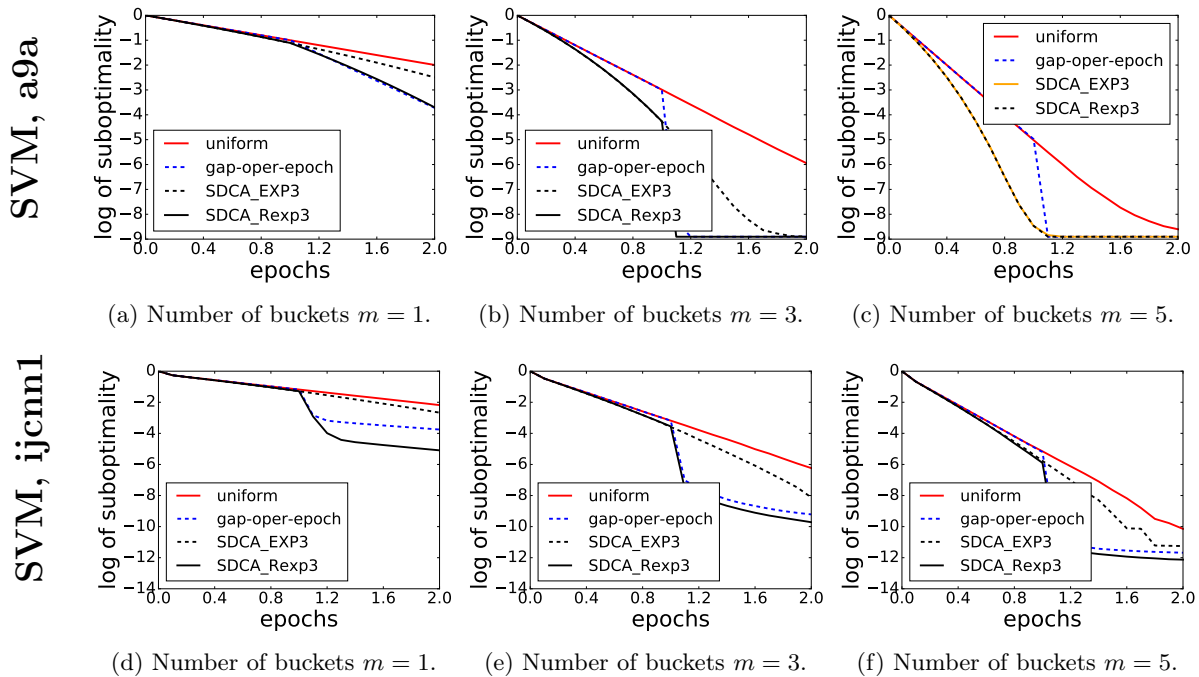 SVM, a9a
log of suboptimality
0
−1
−2
−3
−4
−5
−6
−7
−8
−9
uniform
gap-oper-epoch
SDCA_EXP3
SDCA_Rexp3
0.0 0.4 0.8 1.2 1.6 2.0
epochs
(a) Number of buckets m = 1.
log of suboptimality
0
−1
−2
−3
−4
−5
−6
−7
−8
−9
uniform
gap-oper-epoch
SDCA_EXP3
SDCA_Rexp3
0.0 0.4 0.8 1.2 1.6 2.0
epochs
(b) Number of buckets m = 3.
log of suboptimality
0
−1
−2
−3
−4
−5
−6
−7
−8
−9
uniform
gap-oper-epoch
SDCA_EXP3
SDCA_Rexp3
0.0 0.4 0.8 1.2 1.6 2.0
epochs
(c) Number of buckets m = 5.
SVM, ijcnn1
log of suboptimality
0
−2
−4
−6
−8
−10
−12
−14
uniform
gap-oper-epoch
SDCA_EXP3
SDCA_Rexp3
0.0 0.4 0.8 1.2 1.6 2.0
epochs
(d) Number of buckets m = 1.
log of suboptimality
0
−2
−4
−6
−8
−10
−12
−14
uniform
gap-oper-epoch
SDCA_EXP3
SDCA_Rexp3
0.0 0.4 0.8 1.2 1.6 2.0
epochs
(e) Number of buckets m = 3.
log of suboptimality
0
−2
−4
−6
−8
−10
−12
−14
uniform
gap-oper-epoch
SDCA_EXP3
SDCA_Rexp3
0.0 0.4 0.8 1.2 1.6 2.0
epochs
(f) Number of buckets m = 5.